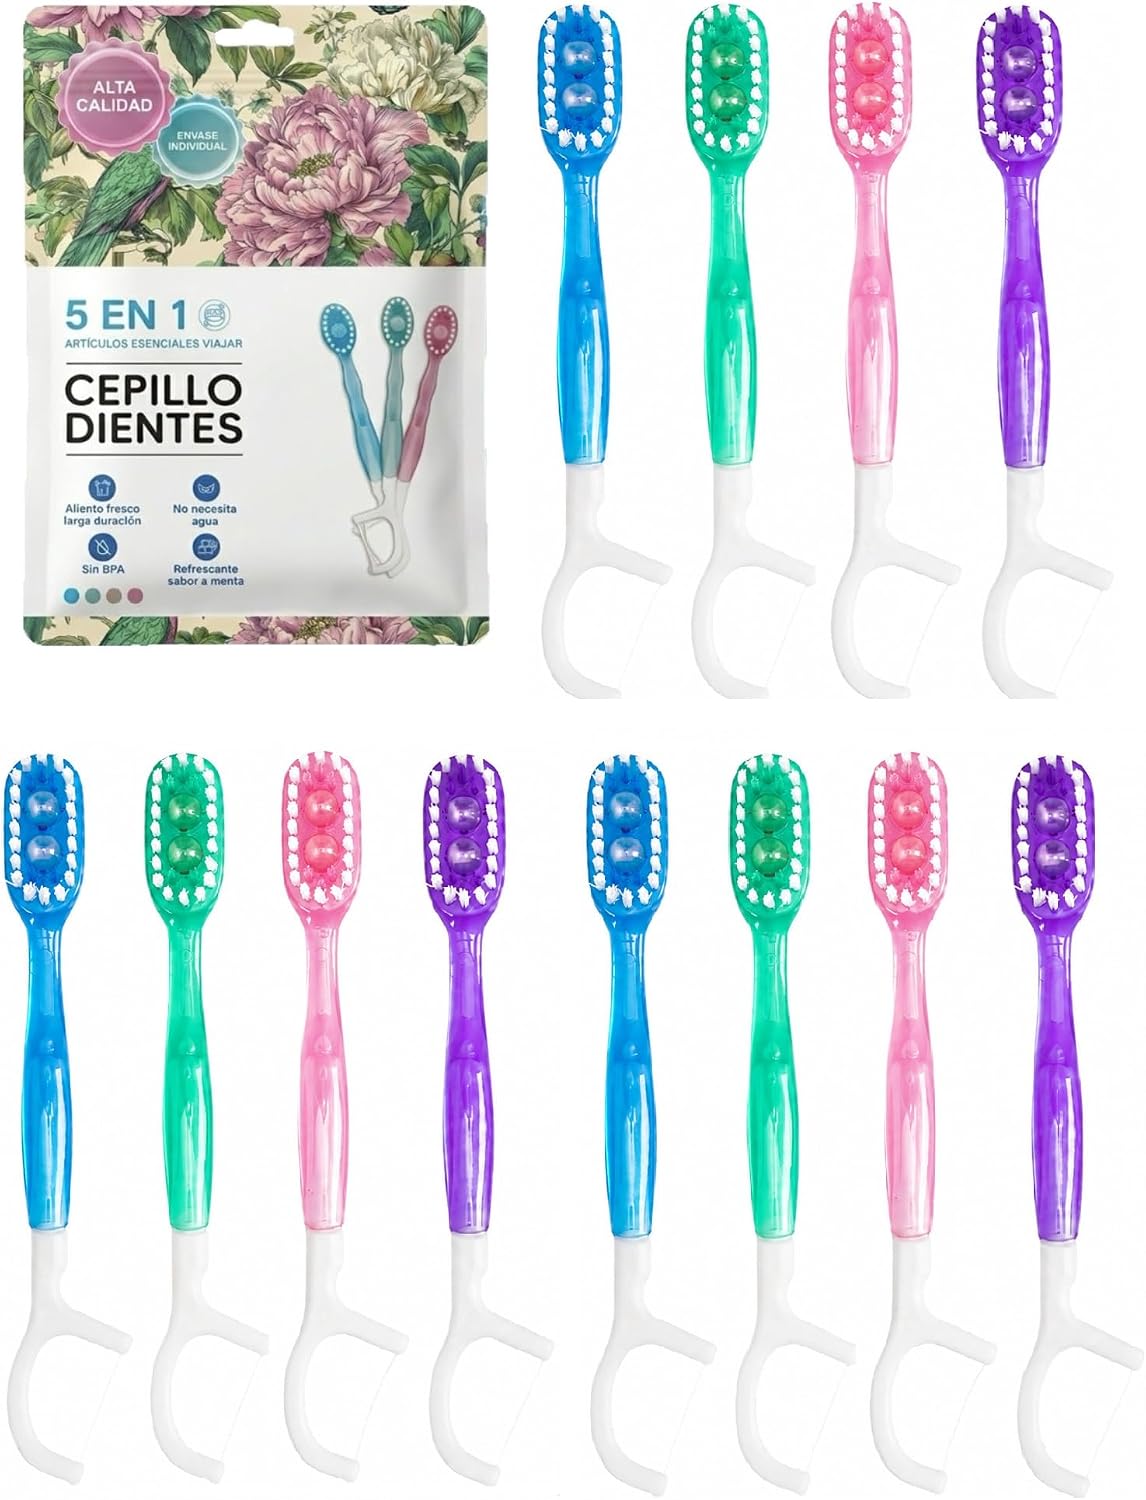 ALTA
CALIDAD
ENVASE
INDIVIDUAL
5 EN 1
ARTÍCULOS ESENCIALES VIAJAR
CEPILLO
DIENTES
Aliento fresco
larga duraclón
No necesita
agua
Sin BPA
Refrescante
sabor a menta